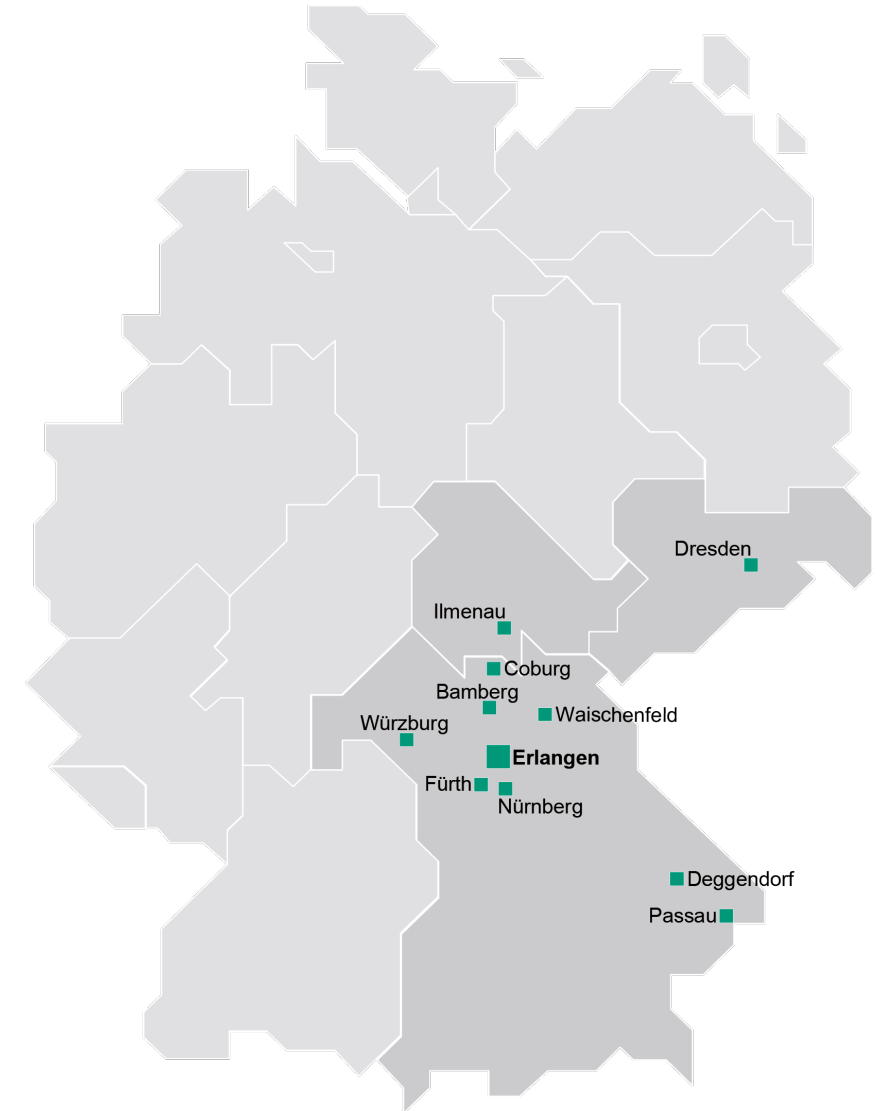 Dresden
Ilmenau
Coburg
Bamberg
Waischenfeld
Würzburg
Erlangen
Fürth
Nürnberg
Deggendorf
Passau